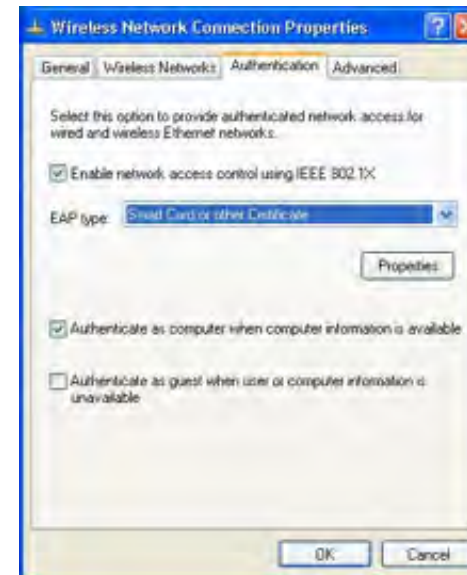 Wireless Network Connection Properties
General Wireless Networks Authentication Advanced
Select this option to provide authenticated network access for
wired and wireless Ethernet networks.
Enable network access control using IEEE 802.1X
EAP type: Smart Card or other Certificate
Properties
Authenticate as computer when computer information is available
Authenticate as guest when user or computer information is
unavailable
OK Cancel